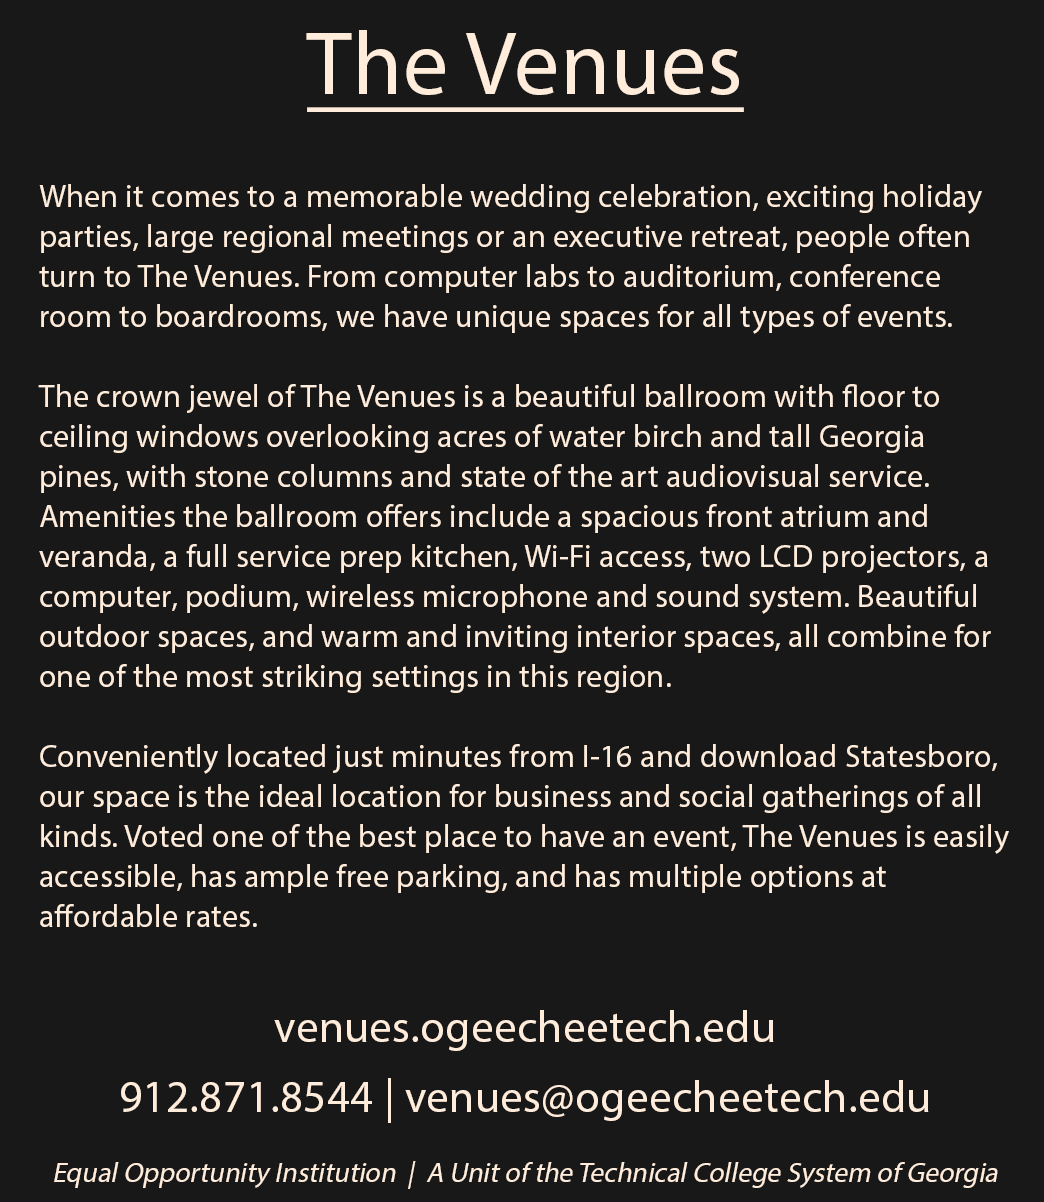 The Venues
When it comes to a memorable wedding celebration, exciting holiday
parties, large regional meetings or an executive retreat, people often
turn to The Venues. From computer labs to auditorium, conference
room to boardrooms, we have unique spaces for all types of events.
The crown jewel of The Venues is a beautiful ballroom with floor to
ceiling windows overlooking acres of water birch and tall Georgia
pines, with stone columns and state of the art audiovisual service.
Amenities the ballroom offers include a spacious front atrium and
veranda, a full service prep kitchen, Wi-Fi access, two LCD projectors, a
computer, podium, wireless microphone and sound system. Beautiful
outdoor spaces, and warm and inviting interior spaces, all combine for
one of the most striking settings in this region.
Conveniently located just minutes from I-16 and download Statesboro,
our space is the ideal location for business and social gatherings of all
kinds. Voted one of the best place to have an event, The Venues is easily
accessible, has ample free parking, and has multiple options at
affordable rates.
venues.ogeecheetech.edu
912.871.8544 | venues@ogeecheetech.edu
Equal Opportunity Institution | A Unit of the Technical College System of Georgia